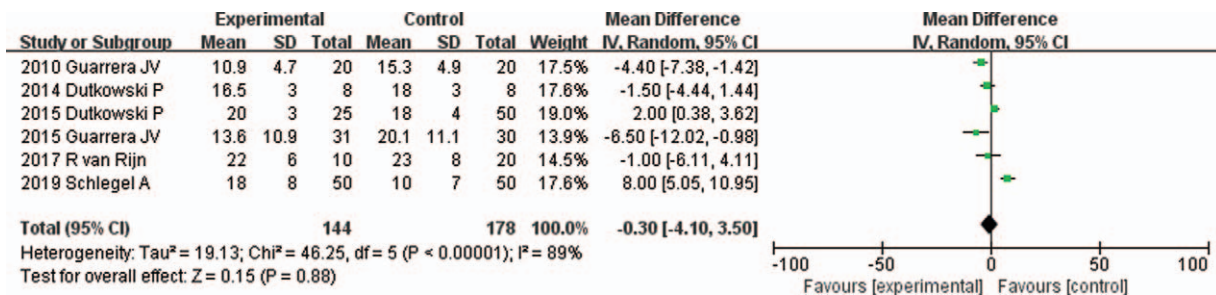 Experimental Control Mean Difference Mean Difference
Study or Subgroup Mean SD Total Mean SD Total Weight IV, Random, 95% CI IV, Random, 95% CI
2010 Guarrera JV 10.9 4.7 20 15.3 4.9 20 17.5% -4.40 [-7.38, -1.42]
2014 Dutkowski P 16.5 3 8 18 3 8 17.6% -1.50 [-4.44, 1.44]
2015 Dutkowski P 20 3 25 18 4 50 19.0% 2.00 [0.38, 3.62]
2015 Guarrera JV 13.6 10.9 31 20.1 11.1 30 13.9% -6.50 [-12.02, -0.98]
2017 R van Rijn 22 6 10 23 8 20 14.5% -1.00 [-6.11, 4.11]
2019 Schlegel A 18 8 50 10 7 50 17.6% 8.00 [5.05, 10.95]
Total (95% CI) 144 178 100.0% -0.30 [-4.10, 3.50]
Heterogeneity: Tau² = 19.13; Chi² = 46.25, df = 5 (P < 0.00001); I² = 89%
Test for overall effect: Z = 0.15 (P = 0.88)
-100 -50 0 50 100
Favours [experimental] Favours [control]